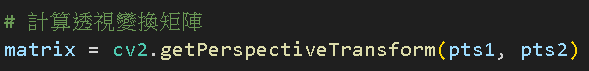 # 計算透視變換矩陣
matrix = cv2.getPerspectiveTransform(pts1, pts2)